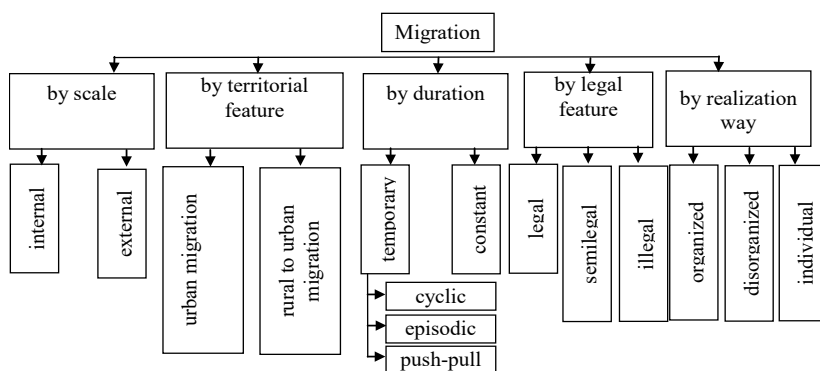 Migration
by scale
by territorial
feature
by duration
by legal
feature
by realization
way
internal
external
urban migration
rural to urban
migration
temporary
constant
legal
semilegal
illegal
organized
disorganized
individual
cyclic
episodic
push-pull